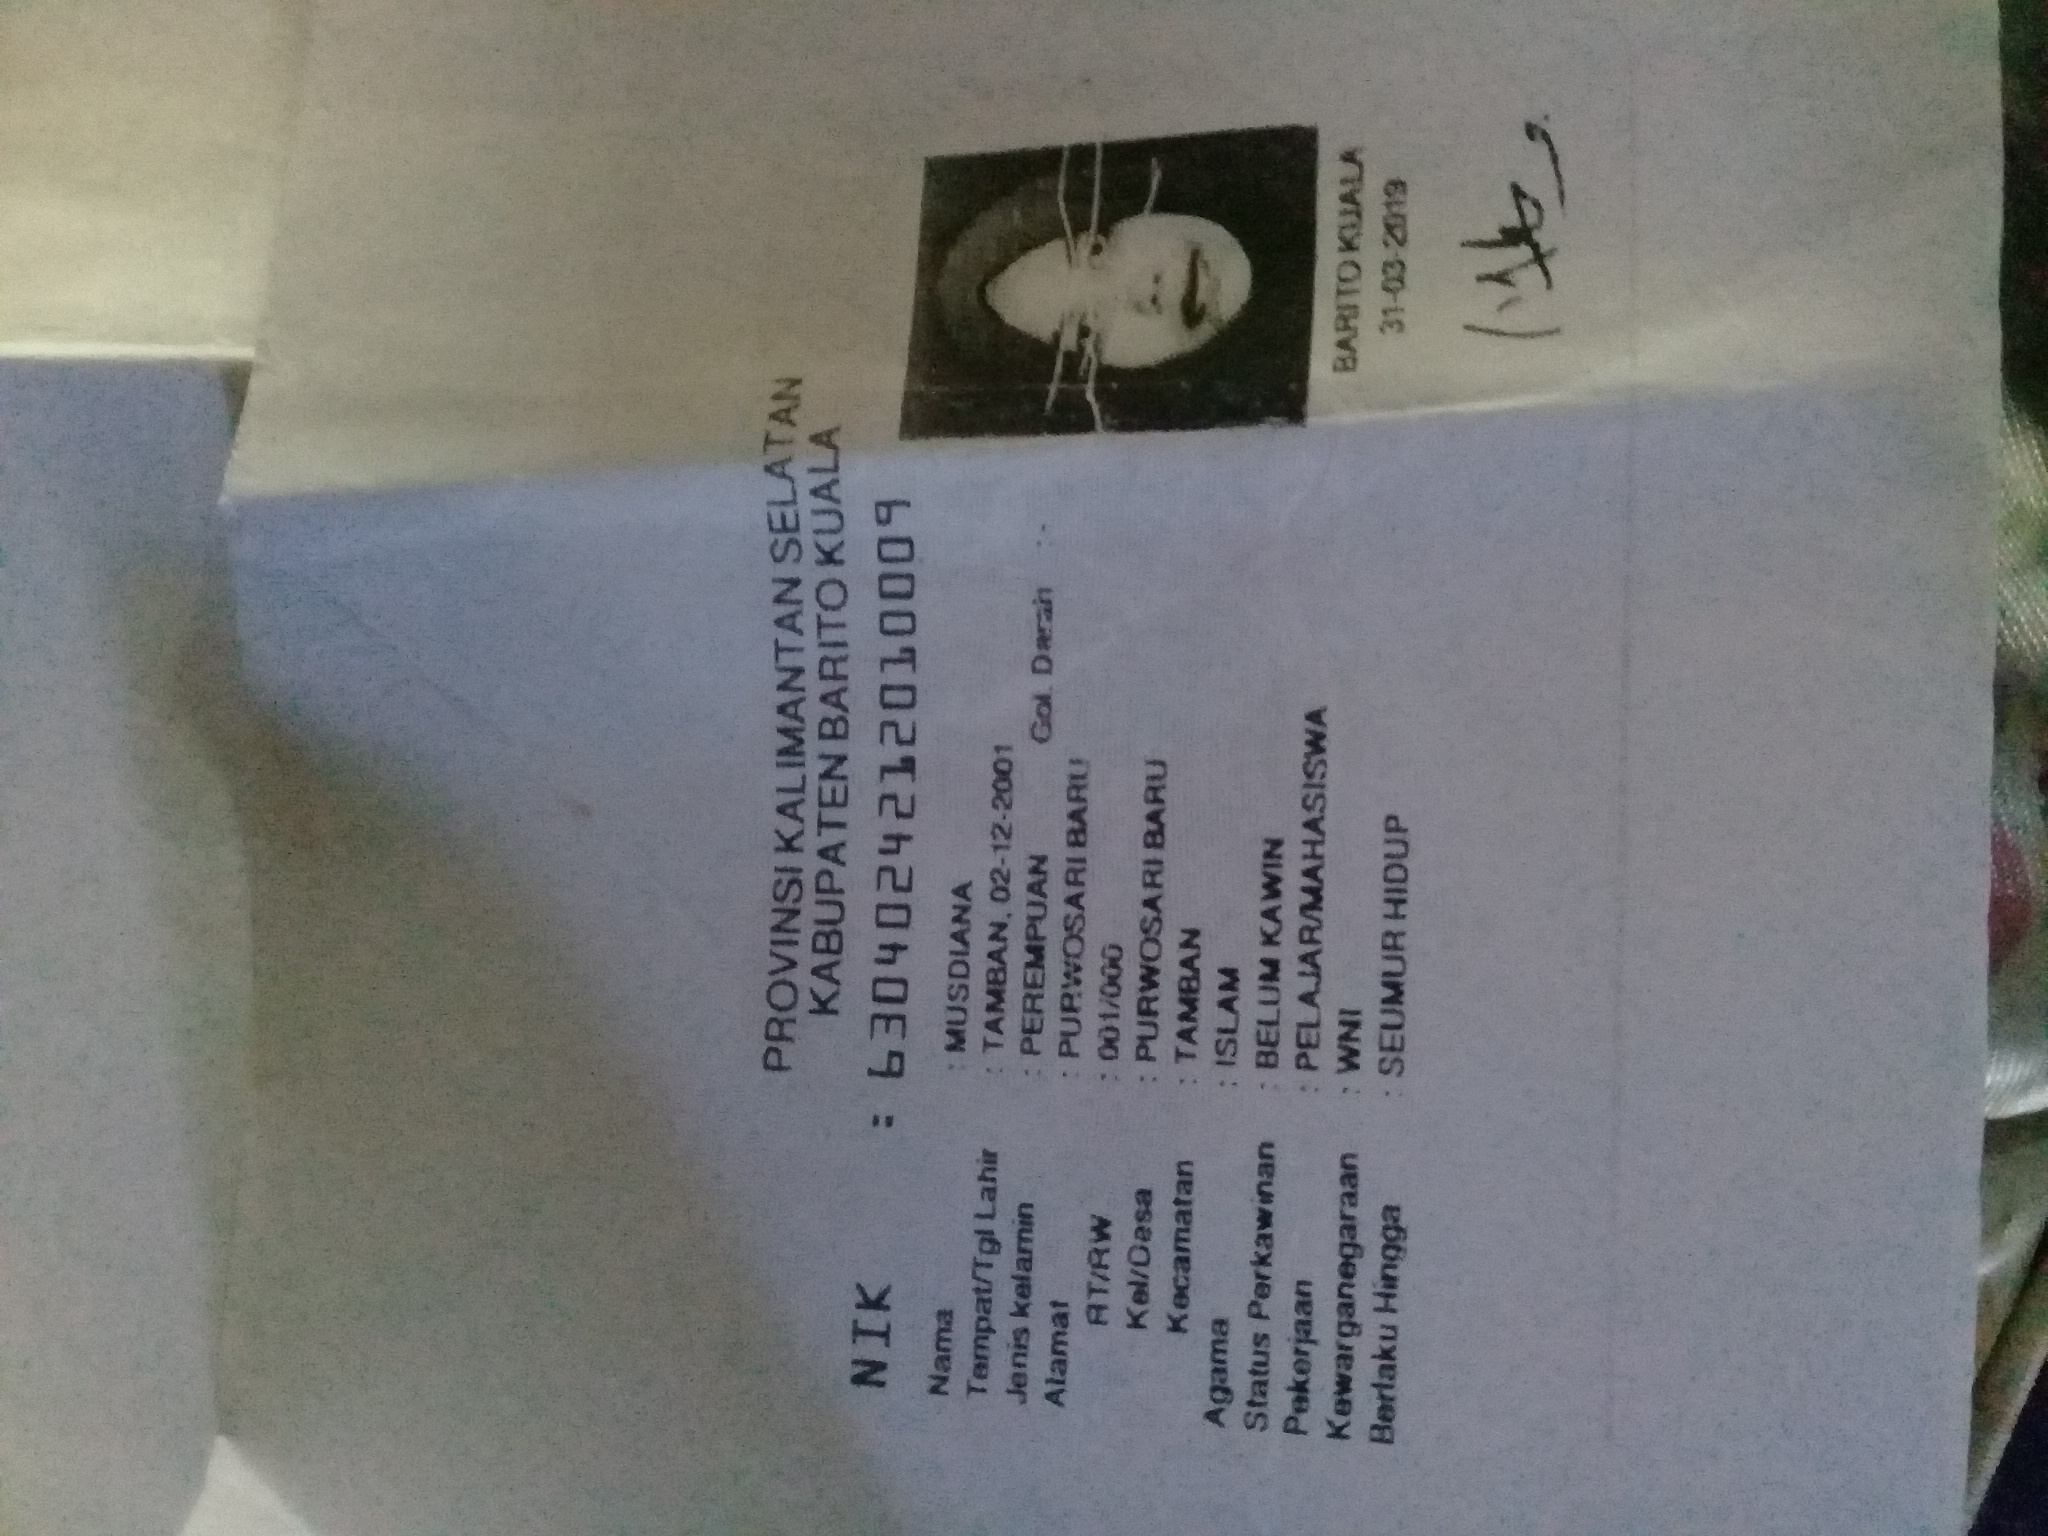 PROVINSI KALIMANTAN SELATAN
KABUPATEN BARITO KUALA
NIK : 6304024212010009
Nama : MUSDIANA
Tempat/Tgl Lahir : TAMBAN, 02-12-2001
Jenis kelamin : PEREMPUAN Gol. Darah : -
Alamat : PURWOSARI BARU
RT/RW : 001/000
Kel/Desa : PURWOSARI BARU
Kecamatan : TAMBAN
Agama : ISLAM
Status Perkawinan : BELUM KAWIN
Pekerjaan : PELAJAR/MAHASISWA
Kewarganegaraan : WNI
Berlaku Hingga : SEUMUR HIDUP
BARITO KUALA
31-03-2019